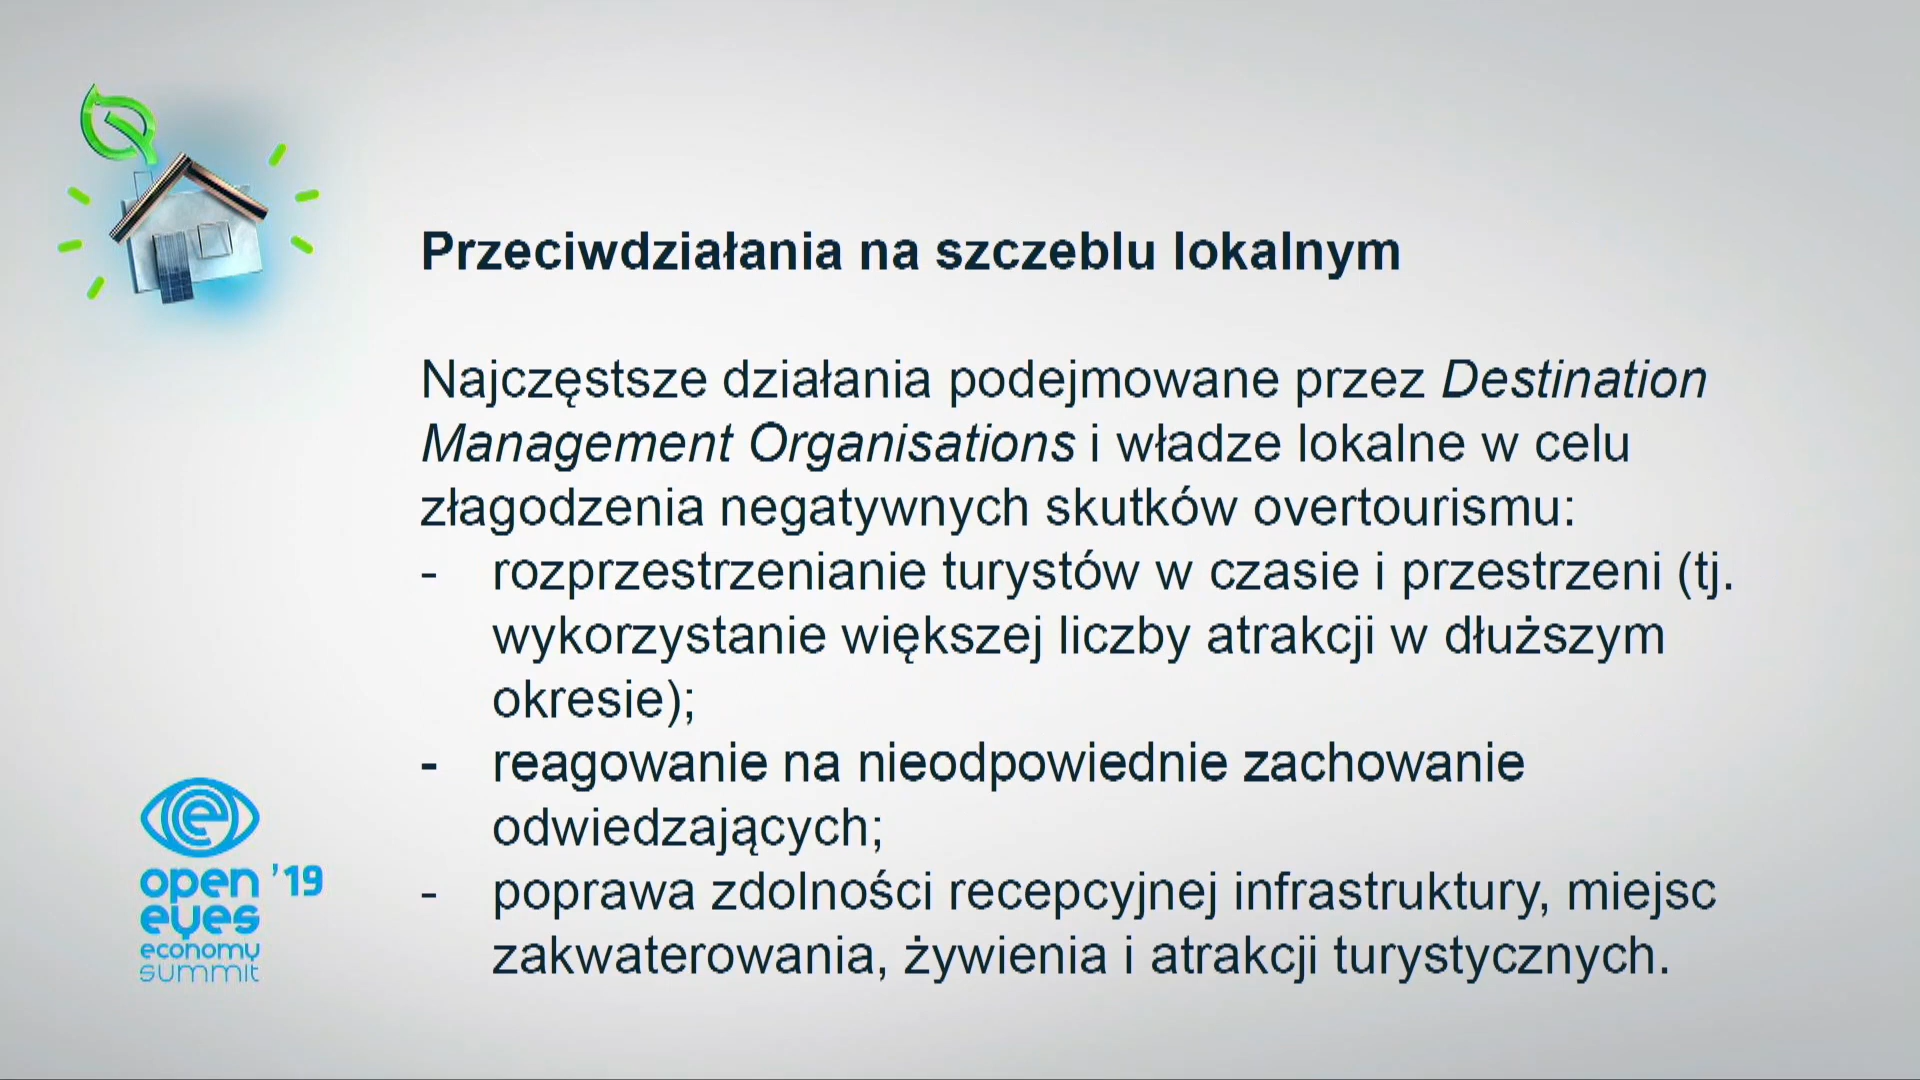 Przeciwdziałania na szczeblu lokalnym
Najczęstsze działania podejmowane przez Destination
Management Organisations i władze lokalne w celu
złagodzenia negatywnych skutków overtourismu:
- rozprzestrzenianie turystów w czasie i przestrzeni (tj.
wykorzystanie większej liczby atrakcji w dłuższym
okresie);
- reagowanie na nieodpowiednie zachowanie
odwiedzających;
- poprawa zdolności recepcyjnej infrastruktury, miejsc
zakwaterowania, żywienia i atrakcji turystycznych.
open '19
eyes
economy
summit